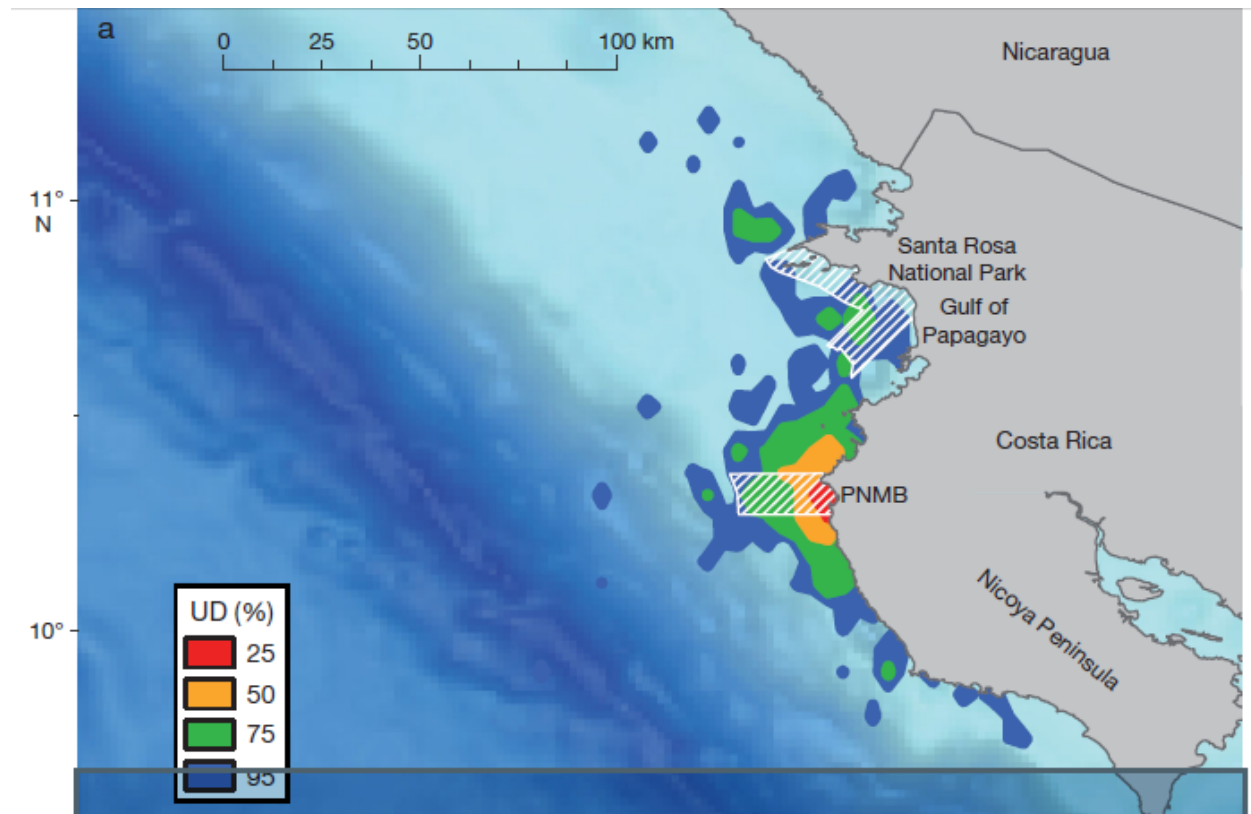 a
0 25 50 100 km
Nicaragua
11°
N
Santa Rosa
National Park
Gulf of
Papagayo
Costa Rica
PNMB
Nicoya Peninsula
10°
UD (%)
25
50
75
95